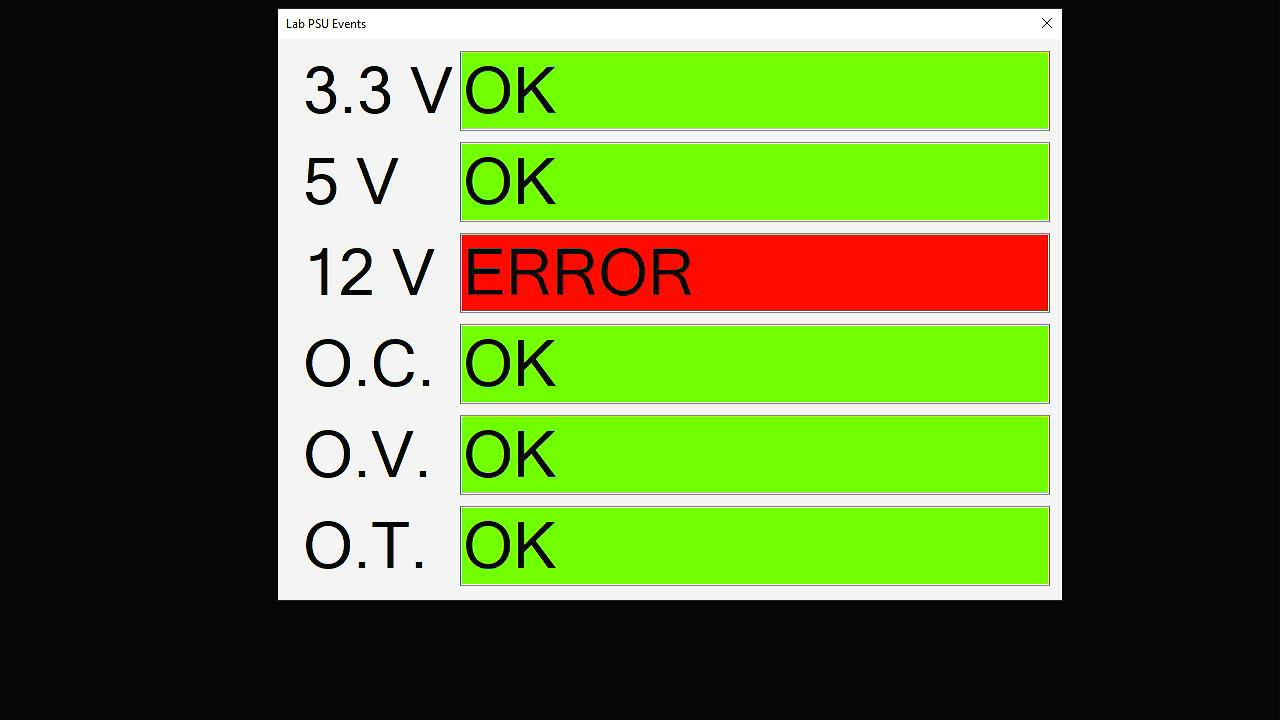 Lab PSU Events
3.3 V OK
5 V OK
12 V ERROR
O.C. OK
O.V. OK
O.T. OK